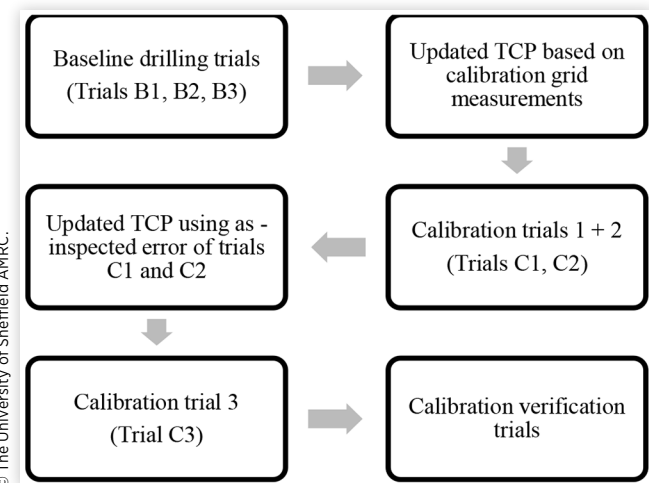 Baseline drilling trials
(Trials B1, B2, B3)
Updated TCP based on
calibration grid
measurements
Calibration trials 1 + 2
(Trials C1, C2)
Updated TCP using as -
inspected error of trials
C1 and C2
Calibration trial 3
(Trial C3)
Calibration verification
trials
© The University of Sheffield AMRC.